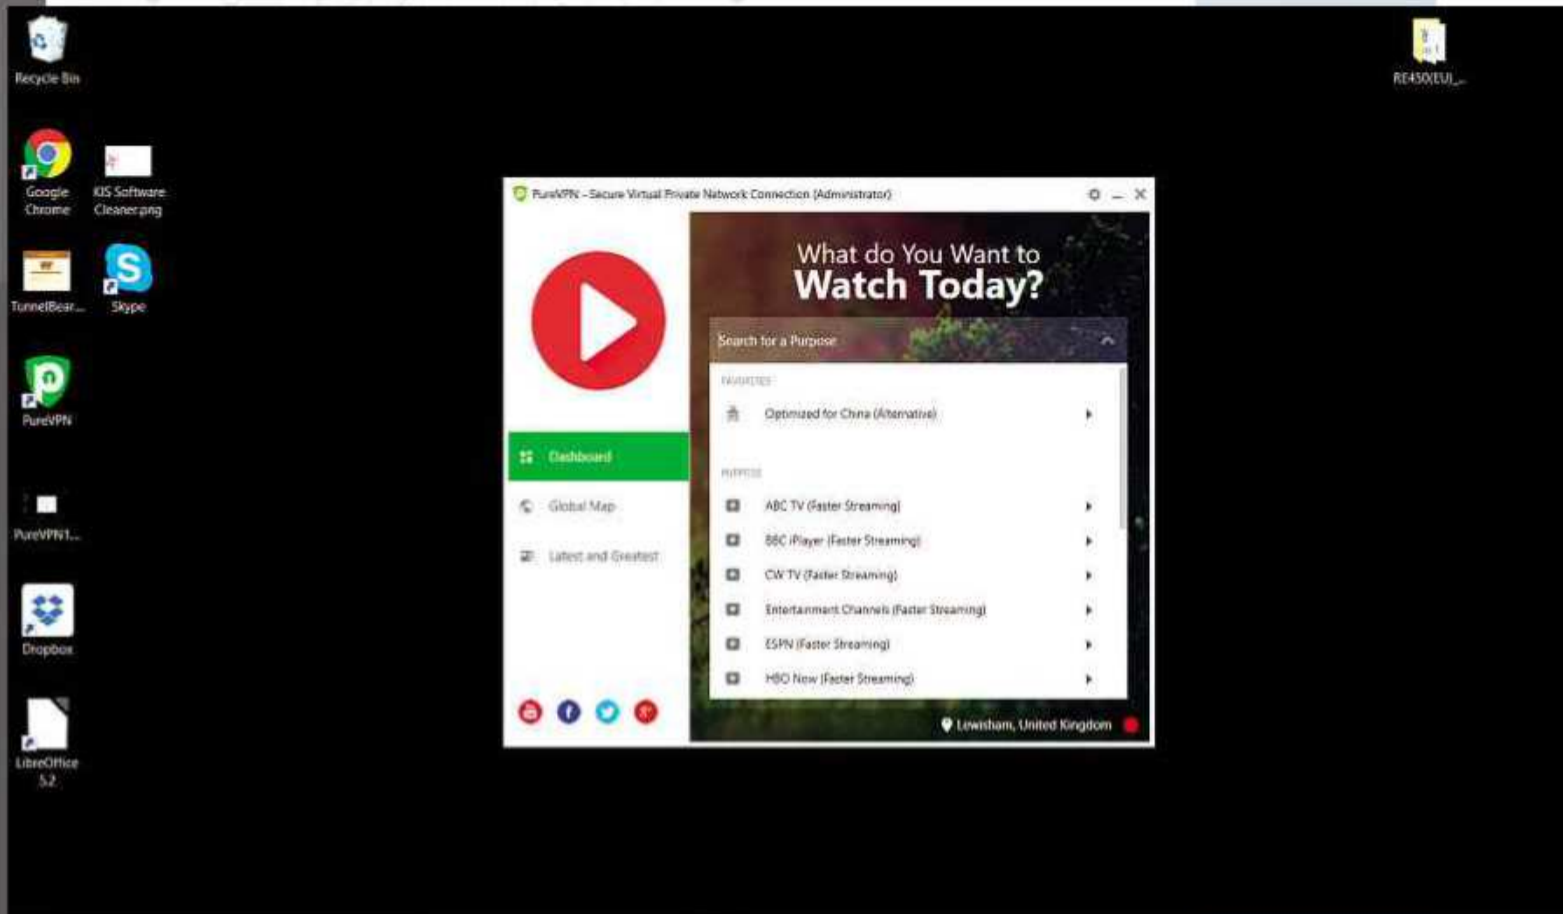 Recycle Bin
RE450(EU)_...
Google
Chrome
KIS Software
Cleaner.png
TunnelBear...
Skype
PureVPN
PureVPN1...
Dropbox
LibreOffice
5.2
PureVPN - Secure Virtual Private Network Connection (Administrator)
What do You Want to
Watch Today?
Search for a Purpose
FAVORITES
Optimized for China (Alternative)
PURPOSE
ABC TV (Faster Streaming)
BBC iPlayer (Faster Streaming)
CW TV (Faster Streaming)
Entertainment Channels (Faster Streaming)
ESPN (Faster Streaming)
HBO Now (Faster Streaming)
Dashboard
Global Map
Latest and Greatest
Lewisham, United Kingdom